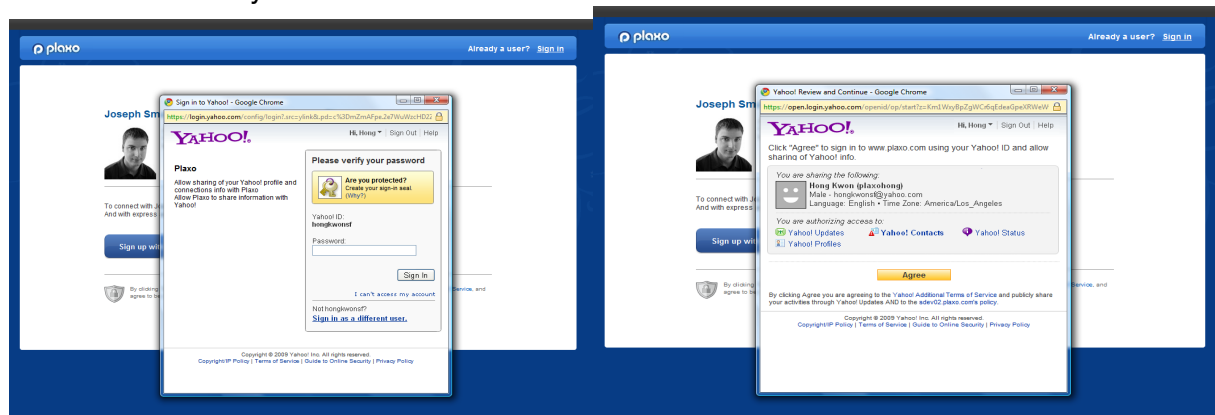 plaxo
Already a user? Sign in
Joseph Sm
Sign in to Yahoo! - Google Chrome
https://login.yahoo.com/config/login?.src=ylink&.pd=c%3DmZmAFpe.2e7WuWzcHDZ2
YAHOO!
Hi, Hong | Sign Out | Help
Plaxo
Allow sharing of your Yahoo! profile and
connections info with Plaxo
Allow Plaxo to share information with
Yahoo!
Please verify your password
Are you protected?
Create your sign-in seal.
(Why?)
Yahoo! ID:
hongkwonsf
Password:
Sign In
I can't access my account
Not hongkwonsf?
Sign in as a different user.
Copyright © 2009 Yahoo! Inc. All rights reserved.
Copyright/IP Policy | Terms of Service | Guide to Online Security | Privacy Policy
To connect with J
And with express
Sign up wit
By clicking
agree to be
Service, and
plaxo
Already a user? Sign in
Joseph Sm
Yahoo! Review and Continue - Google Chrome
https://open.login.yahoo.com/openid/op/start?z=Km1WxyBpZgWCr6qEdeaGpeXRWeW
YAHOO!
Hi, Hong | Sign Out | Help
Click "Agree" to sign in to www.plaxo.com using your Yahoo! ID and allow
sharing of Yahoo! info.
You are sharing the following:
Hong Kwon (plaxohong)
Male - hongkwonsf@yahoo.com
Language: English • Time Zone: America/Los_Angeles
You are authorizing access to:
Yahoo! Updates Yahoo! Contacts Yahoo! Status
Yahoo! Profiles
Agree
By clicking Agree you are agreeing to the Yahoo! Additional Terms of Service and publicly share
your activities through Yahoo! Updates AND to the sdev02.plaxo.com's policy.
Copyright © 2009 Yahoo! Inc. All rights reserved.
Copyright/IP Policy | Terms of Service | Guide to Online Security | Privacy Policy
To connect with Jo
And with express
Sign up wit
By clicking
agree to be
Service, and